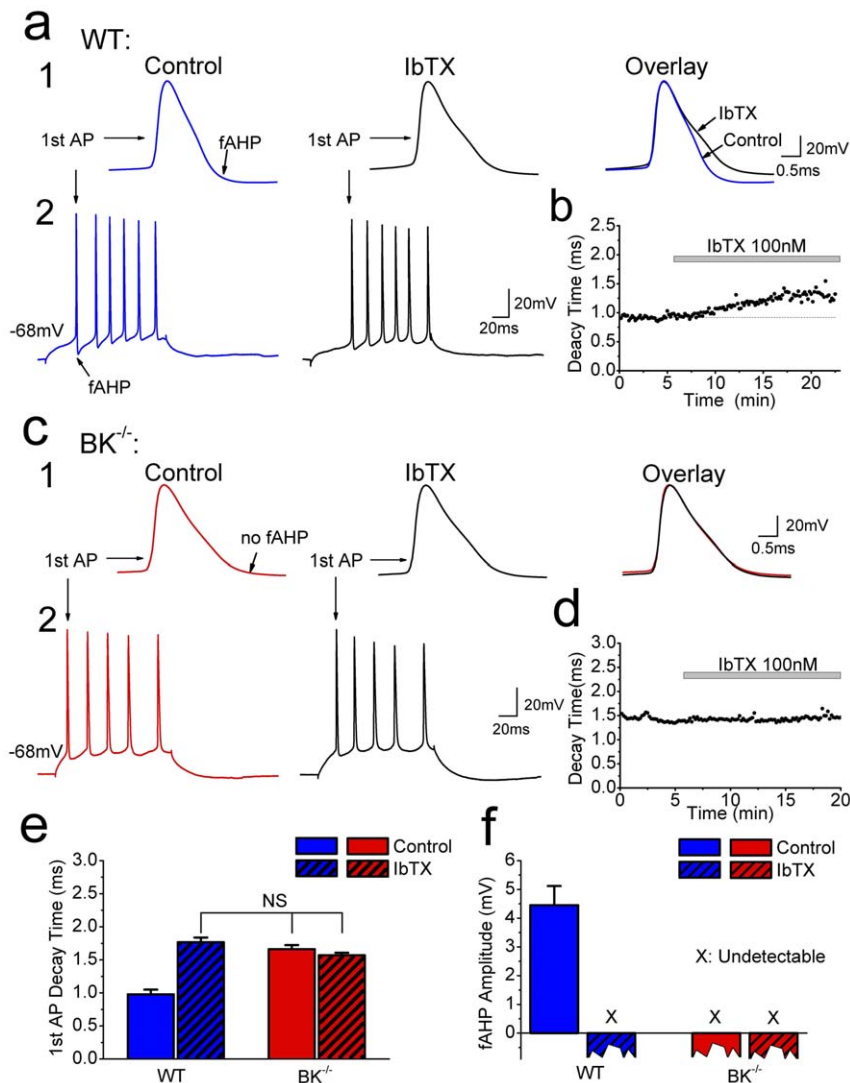 a
WT:
1
Control
IbTX
Overlay
1st AP
fAHP
1st AP
IbTX
Control
20mV
0.5ms
2
-68mV
fAHP
20mV
20ms
b
2.5
2.0
1.5
1.0
0.5
0.0
Deacy Time (ms)
IbTX 100nM
0 5 10 15 20
Time (min)
c
BK-/-:
1
Control
IbTX
Overlay
1st AP
no fAHP
1st AP
20mV
0.5ms
2
-68mV
20mV
20ms
d
3.0
2.5
2.0
1.5
1.0
0.5
0.0
Decay Time(ms)
IbTX 100nM
0 5 10 15 20
Time (min)
e
Control
IbTX
3.0
2.5
2.0
1.5
1.0
0.5
0.0
1st AP Decay Time (ms)
NS
WT BK-/-
f
Control
IbTX
6
5
4
3
2
1
0
fAHP Amplitude (mV)
X: Undetectable
X X X
WT BK-/-